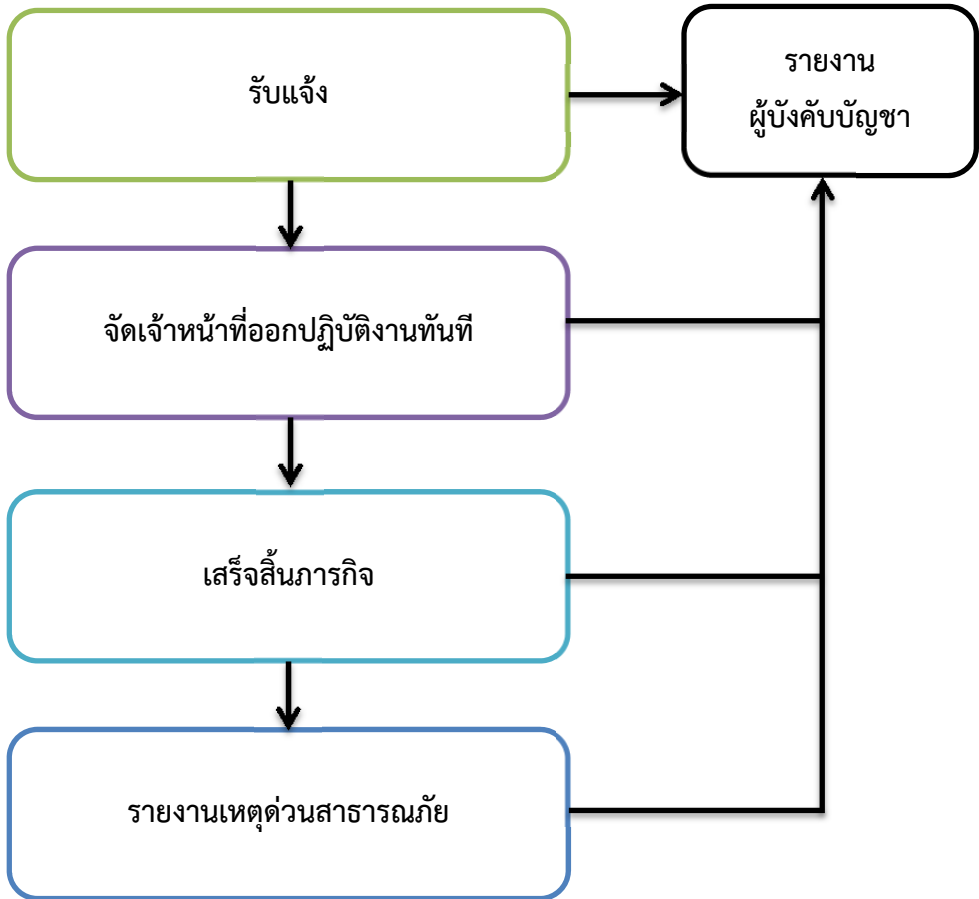 รับแจ้ง
รายงาน
ผู้บังคับบัญชา
จัดเจ้าหน้าที่ออกปฏิบัติงานทันที
เสร็จสิ้นภารกิจ
รายงานเหตุด่วนสาธารณภัย